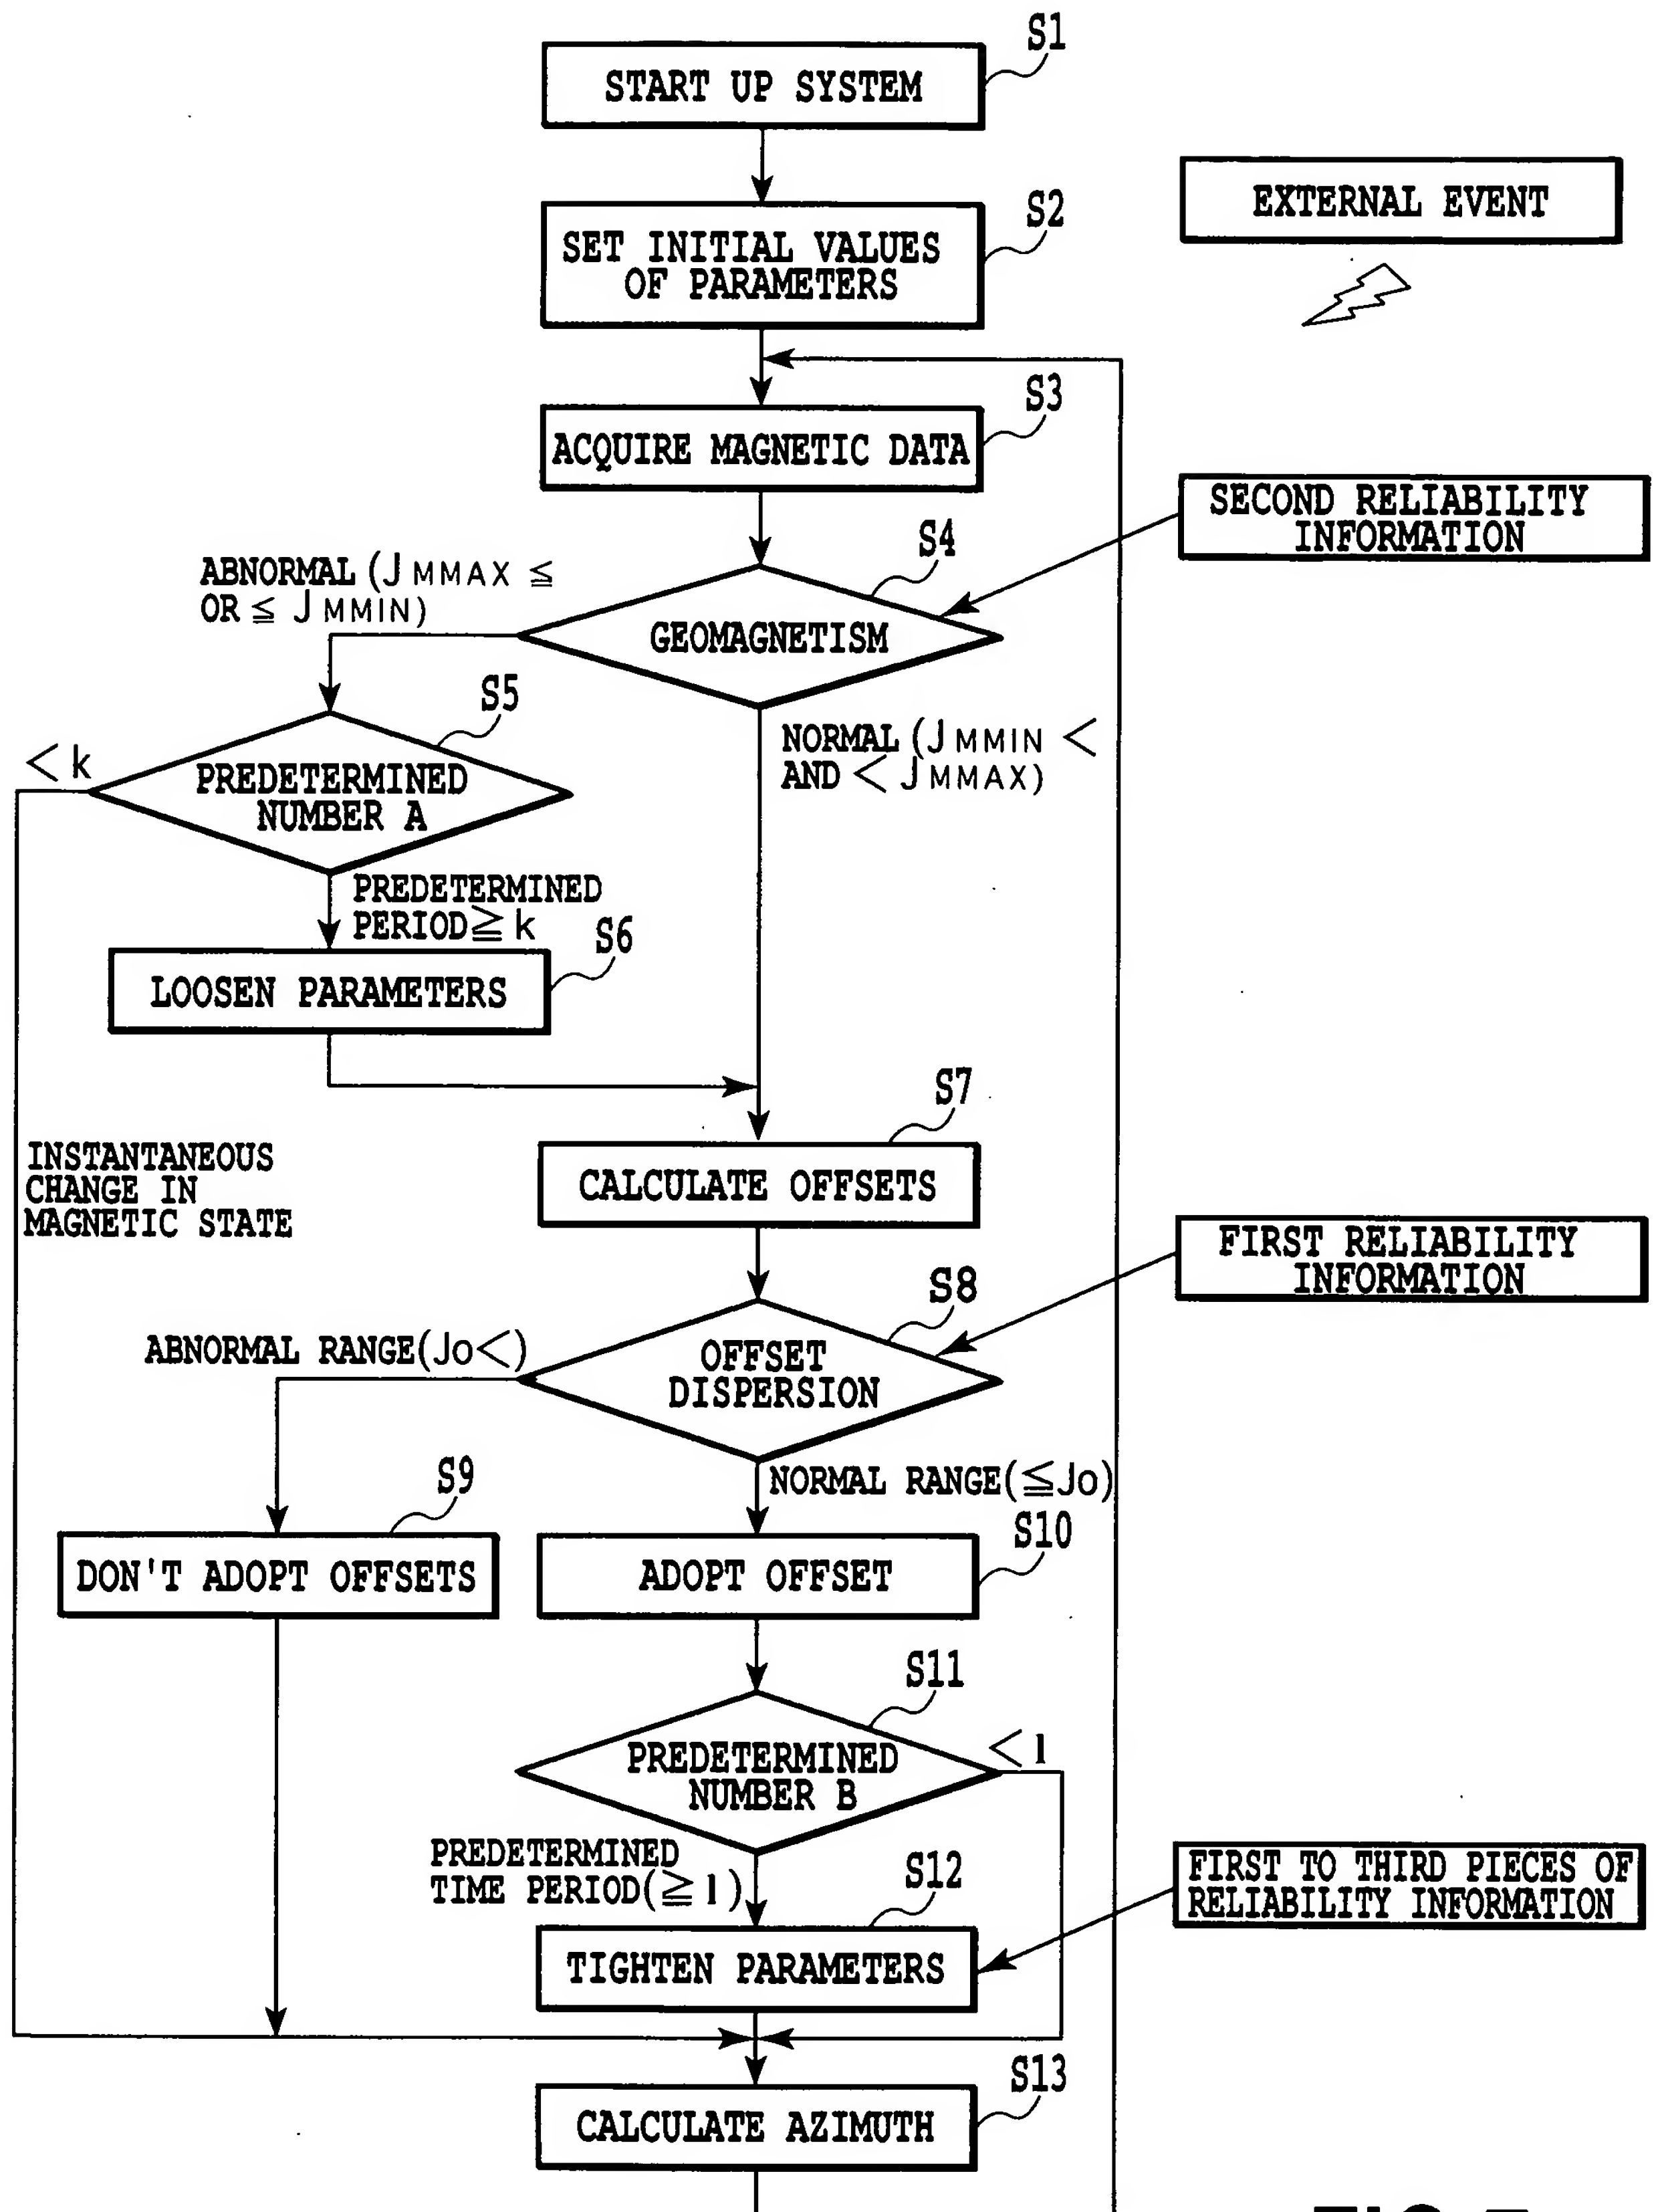 S1
START UP SYSTEM
EXTERNAL EVENT
S2
SET INITIAL VALUES
OF PARAMETERS
S3
ACQUIRE MAGNETIC DATA
SECOND RELIABILITY
INFORMATION
S4
ABNORMAL (JMMAX ≦
OR ≦ JMMIN)
GEOMAGNETISM
S5
NORMAL (JMMIN <
AND < JMMAX)
< k
PREDETERMINED
NUMBER A
PREDETERMINED
PERIOD≧k
S6
LOOSEN PARAMETERS
S7
INSTANTANEOUS
CHANGE IN
MAGNETIC STATE
CALCULATE OFFSETS
FIRST RELIABILITY
INFORMATION
S8
ABNORMAL RANGE(Jo<)
OFFSET
DISPERSION
NORMAL RANGE(≦Jo)
S9
S10
DON'T ADOPT OFFSETS
ADOPT OFFSET
S11
< l
PREDETERMINED
NUMBER B
PREDETERMINED
TIME PERIOD(≧ l)
S12
FIRST TO THIRD PIECES OF
RELIABILITY INFORMATION
TIGHTEN PARAMETERS
S13
CALCULATE AZIMUTH